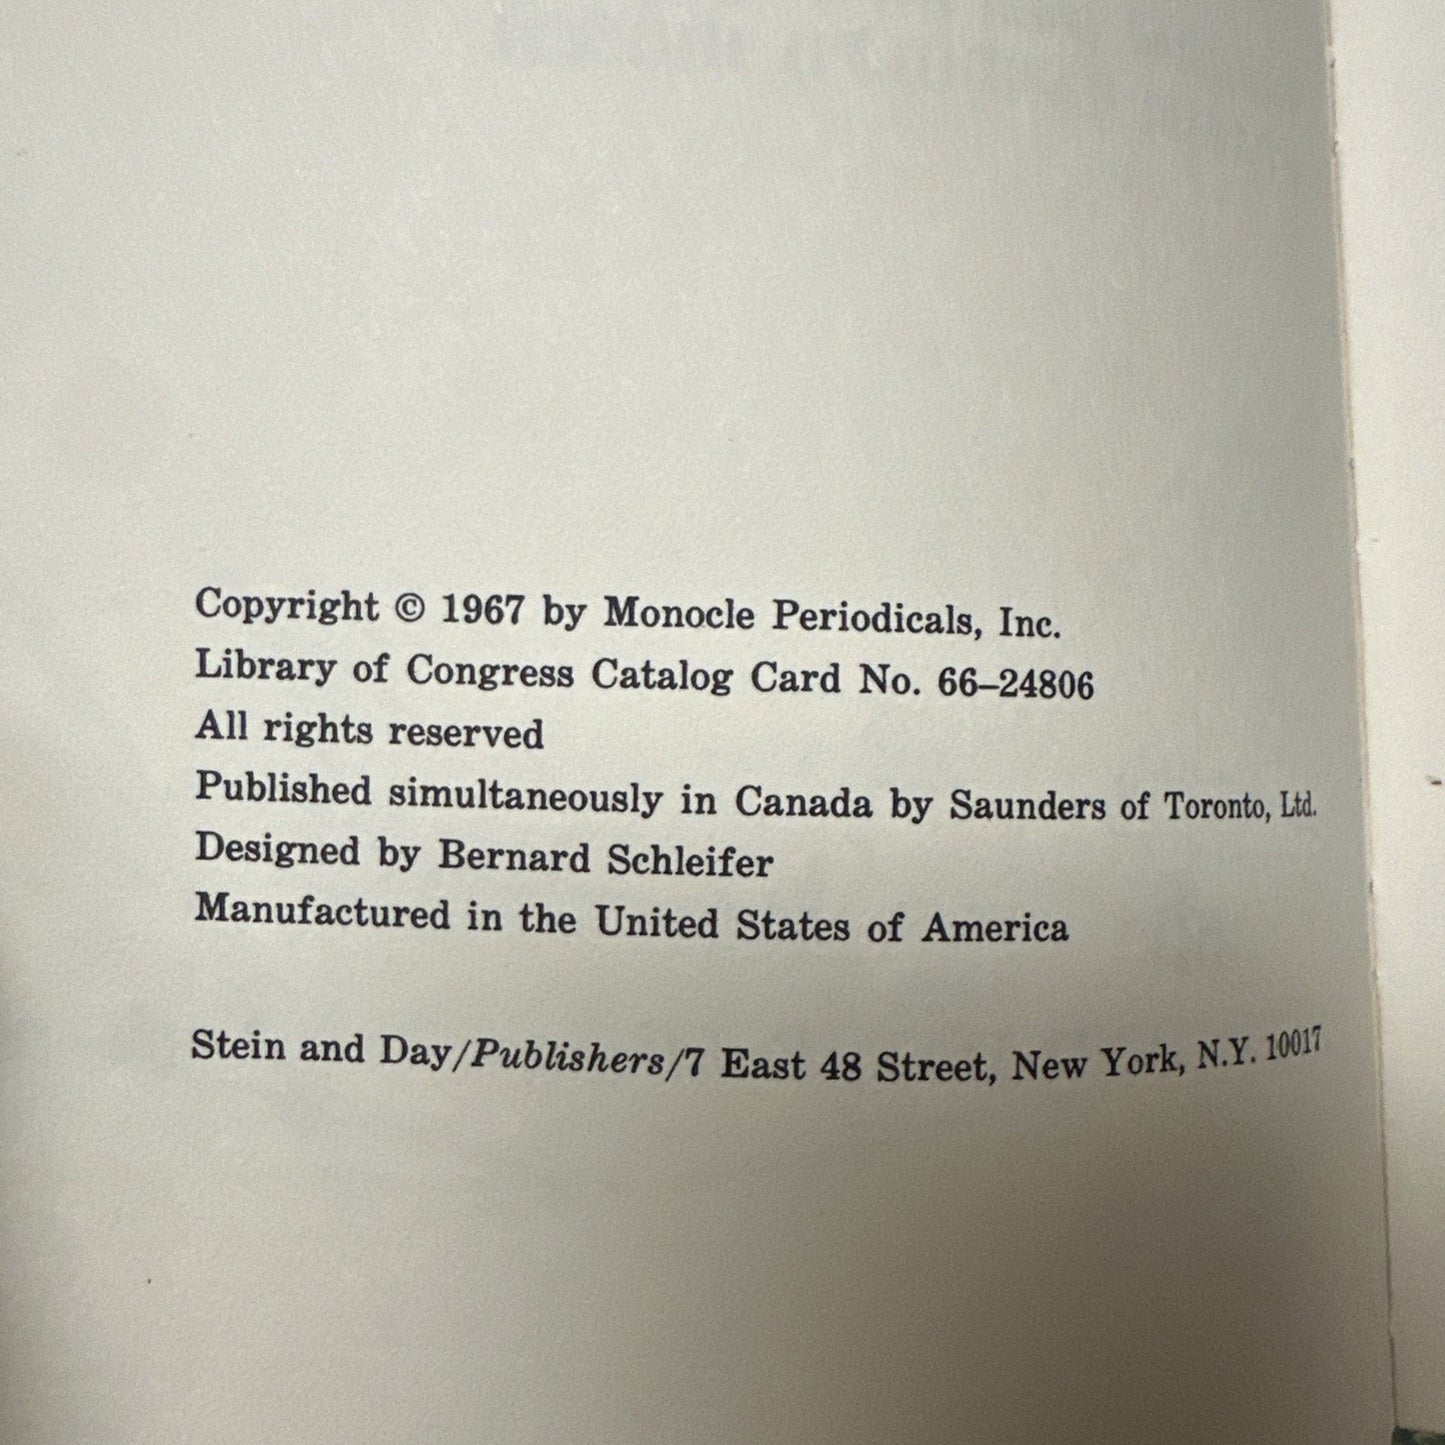 Copyright © 1967 by Monocle Periodicals, Inc.
Library of Congress Catalog Card No. 66–24806
All rights reserved
Published simultaneously in Canada by Saunders of Toronto, Ltd.
Designed by Bernard Schleifer
Manufactured in the United States of America
Stein and Day/Publishers/7 East 48 Street, New York, N.Y. 10017